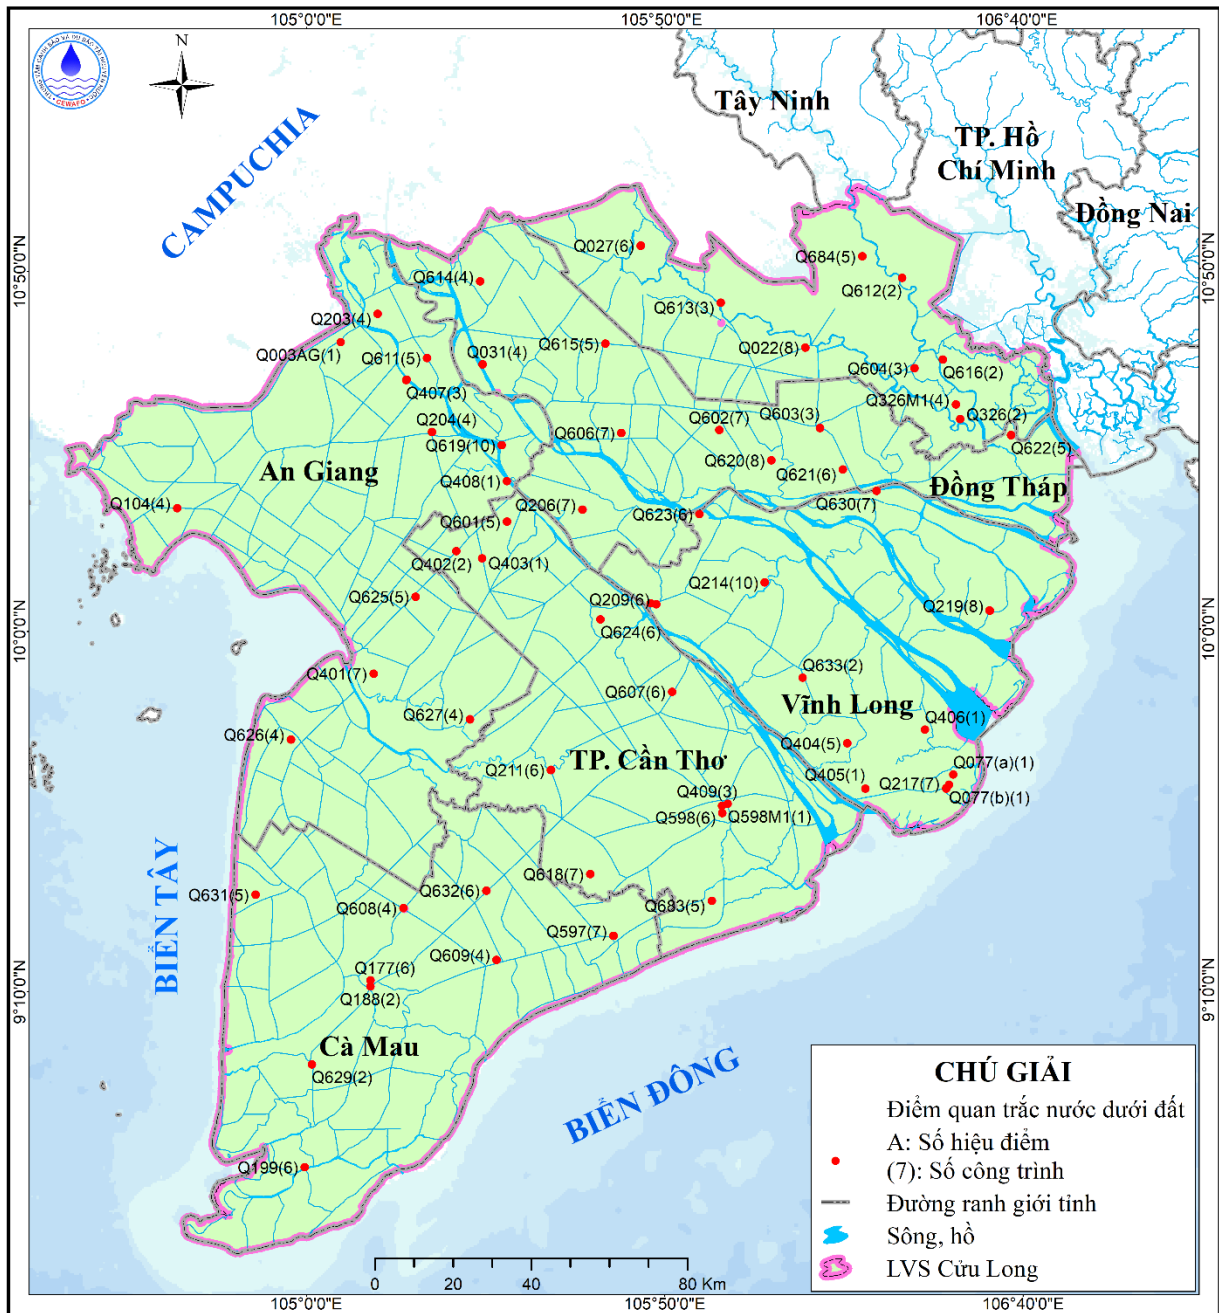 105°0'0"E
105°50'0"E
106°40'0"E
TRUNG TÂM CẢNH BÁO VÀ DỰ BÁO TÀI NGUYÊN NƯỚC
CEWAFO
N
Tây Ninh
TP. Hồ
Chí Minh
Đồng Nai
CAMPUCHIA
10°50'0"N
10°50'0"N
Q027(6)
Q684(5)
Q614(4)
Q612(2)
Q613(3)
Q203(4)
Q003AG(1)
Q611(5)
Q031(4)
Q615(5)
Q022(8)
Q604(3)
Q616(2)
Q407(3)
Q326M1(4)
Q326(2)
Q204(4)
Q619(10)
Q606(7)
Q602(7)
Q603(3)
Q622(5)
An Giang
Q620(8)
Q621(6)
Đồng Tháp
Q408(1)
Q104(4)
Q206(7)
Q623(6)
Q630(7)
Q601(5)
Q402(2)
Q403(1)
Q214(10)
Q625(5)
Q209(6)
Q219(8)
10°0'0"N
10°0'0"N
Q624(6)
Q401(7)
Q633(2)
Q607(6)
Vĩnh Long
Q627(4)
Q406(1)
Q626(4)
Q404(5)
TP. Cần Thơ
Q211(6)
Q077(a)(1)
Q405(1)
Q217(7)
Q077(b)(1)
Q409(3)
Q598(6)
Q598M1(1)
BIỂN TÂY
Q618(7)
Q631(5)
Q632(6)
Q608(4)
Q683(5)
Q597(7)
Q609(4)
Q177(6)
Q188(2)
9°10'0"N
9°10'0"N
Cà Mau
Q629(2)
BIỂN ĐÔNG
Q199(6)
CHÚ GIẢI
Điểm quan trắc nước dưới đất
A: Số hiệu điểm
(7): Số công trình
Đường ranh giới tỉnh
Sông, hồ
LVS Cửu Long
0 20 40 80 Km
105°0'0"E
105°50'0"E
106°40'0"E